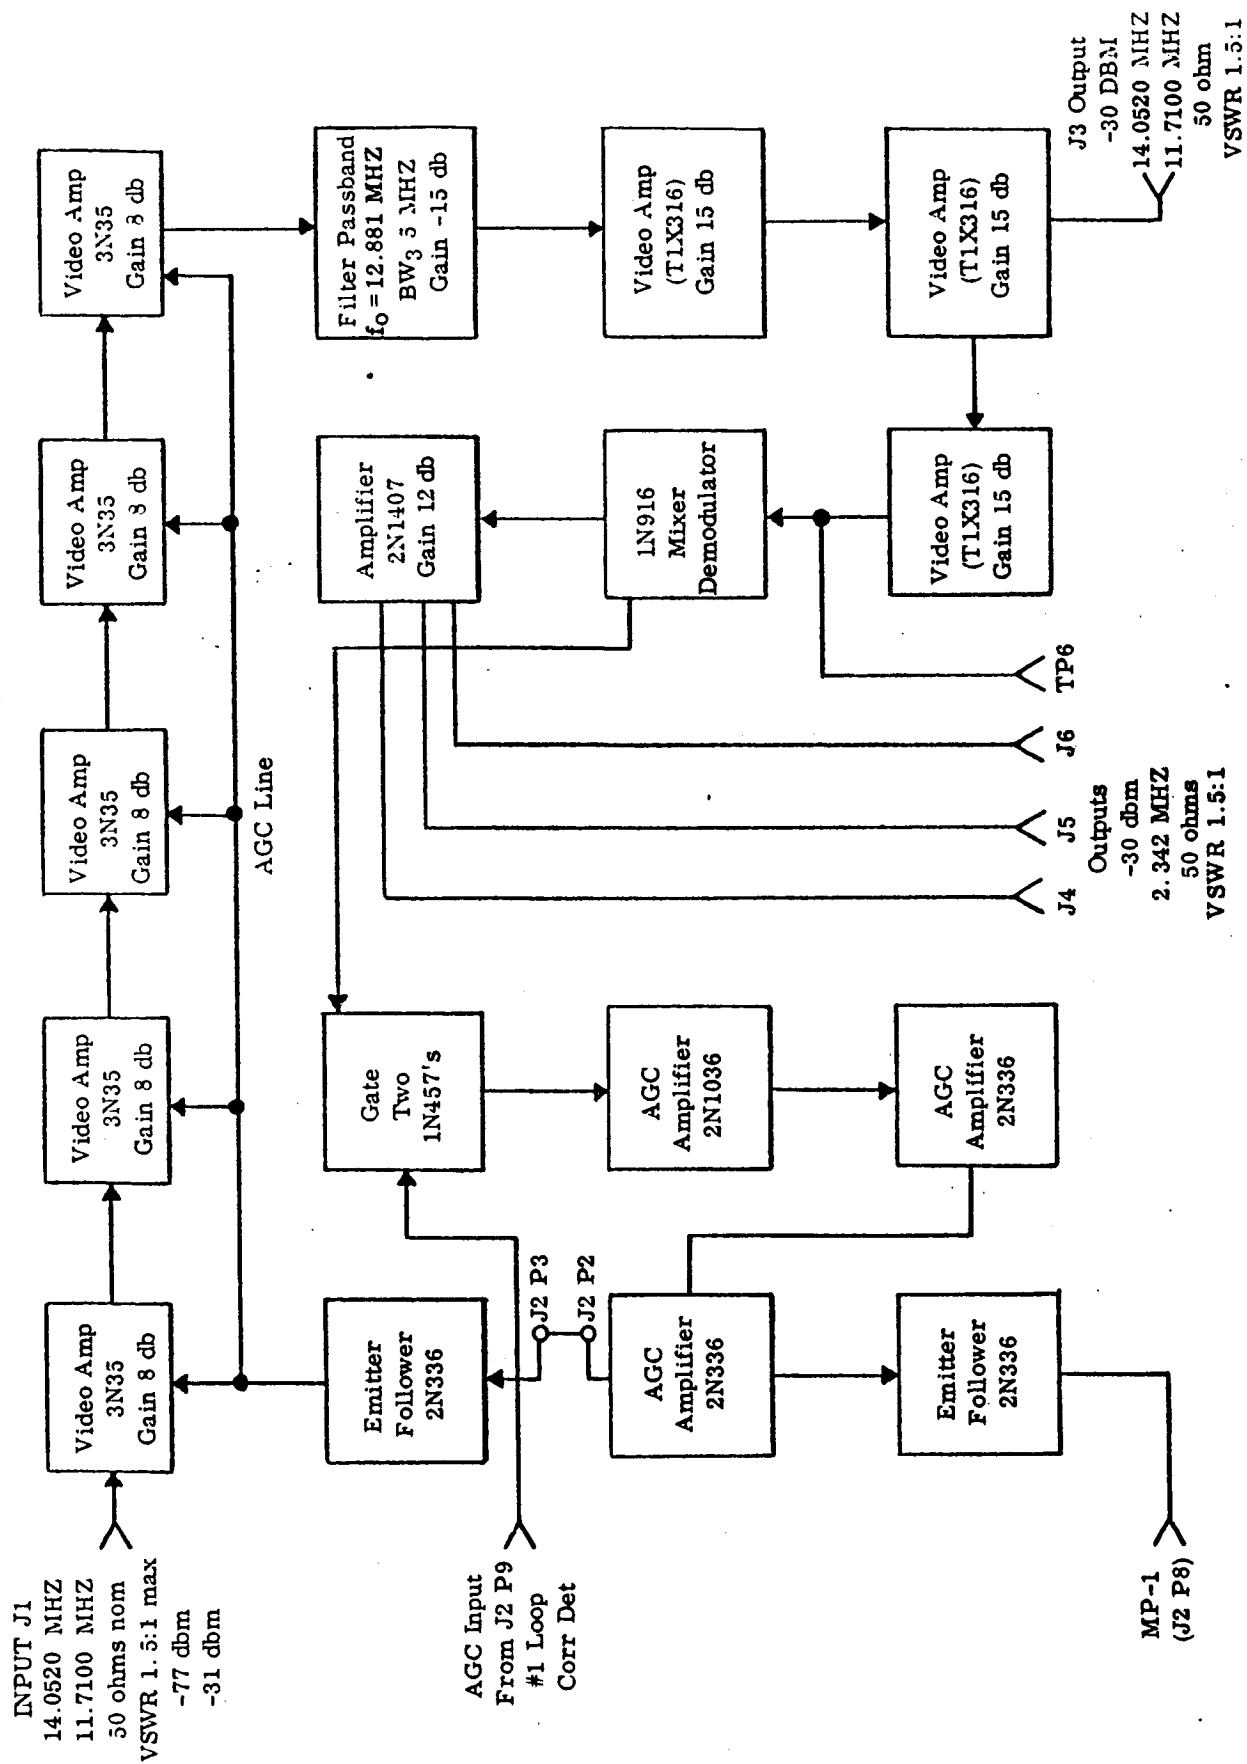 INPUT J1
14.0520 MHZ
11.7100 MHZ
50 ohms nom
VSWR 1.5:1 max
-77 dbm
-31 dbm
Video Amp
3N35
Gain 8 db
Video Amp
3N35
Gain 8 db
Video Amp
3N35
Gain 8 db
Video Amp
3N35
Gain 8 db
Video Amp
3N35
Gain 8 db
AGC Line
Emitter
Follower
2N336
Gate
Two
1N457's
Amplifier
2N1407
Gain 12 db
Filter Passband
fo = 12.881 MHZ
BW3 5 MHZ
Gain -15 db
AGC Input
From J2 P9
#1 Loop
Corr Det
J2 P3
J2 P2
AGC
Amplifier
2N336
AGC
Amplifier
2N1036
1N916
Mixer
Demodulator
Video Amp
(T1X316)
Gain 15 db
Emitter
Follower
2N336
AGC
Amplifier
2N336
Video Amp
(T1X316)
Gain 15 db
Video Amp
(T1X316)
Gain 15 db
MP-1
(J2 P8)
J4
J5
J6
TP6
Outputs
-30 dbm
2.342 MHZ
50 ohms
VSWR 1.5:1
J3 Output
-30 DBM
14.0520 MHZ
11.7100 MHZ
50 ohm
VSWR 1.5:1